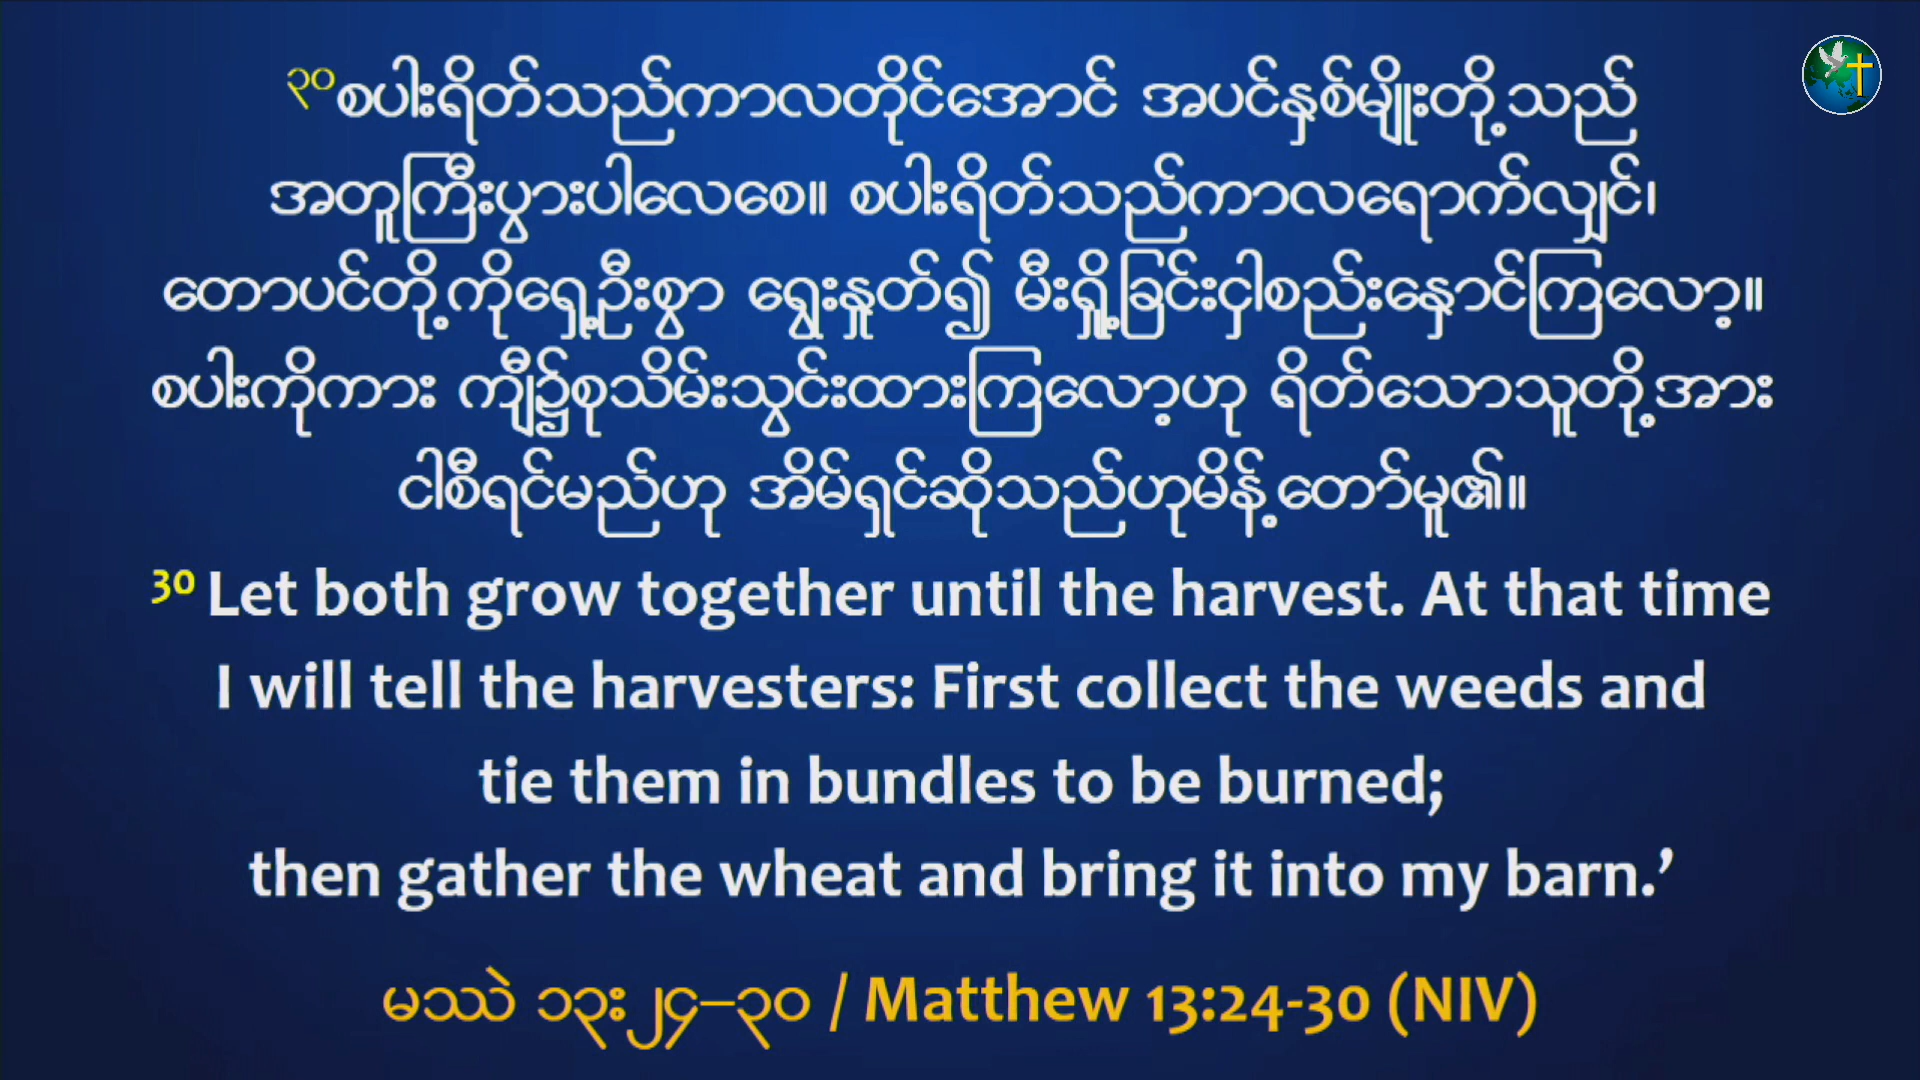 ၃၀စပါးရိတ်သည်ကာလတိုင်အောင် အပင်နှစ်မျိုးတို့သည်
အတူကြီးပွားပါလေစေ။ စပါးရိတ်သည်ကာလရောက်လျှင်၊
တောပင်တို့ကိုရှေ့ဦးစွာ ရွေးနှုတ်၍ မီးရှို့ခြင်းငှါစည်းနှောင်ကြလော့။
စပါးကိုကား ကျီ၌စုသိမ်းသွင်းထားကြလော့ဟု ရိတ်သောသူတို့အား
ငါစီရင်မည်ဟု အိမ်ရှင်ဆိုသည်ဟုမိန့်တော်မူ၏။
30 Let both grow together until the harvest. At that time
I will tell the harvesters: First collect the weeds and
tie them in bundles to be burned;
then gather the wheat and bring it into my barn.’
မဿဲ ၁၃း၂၄–၃၀ / Matthew 13:24-30 (NIV)